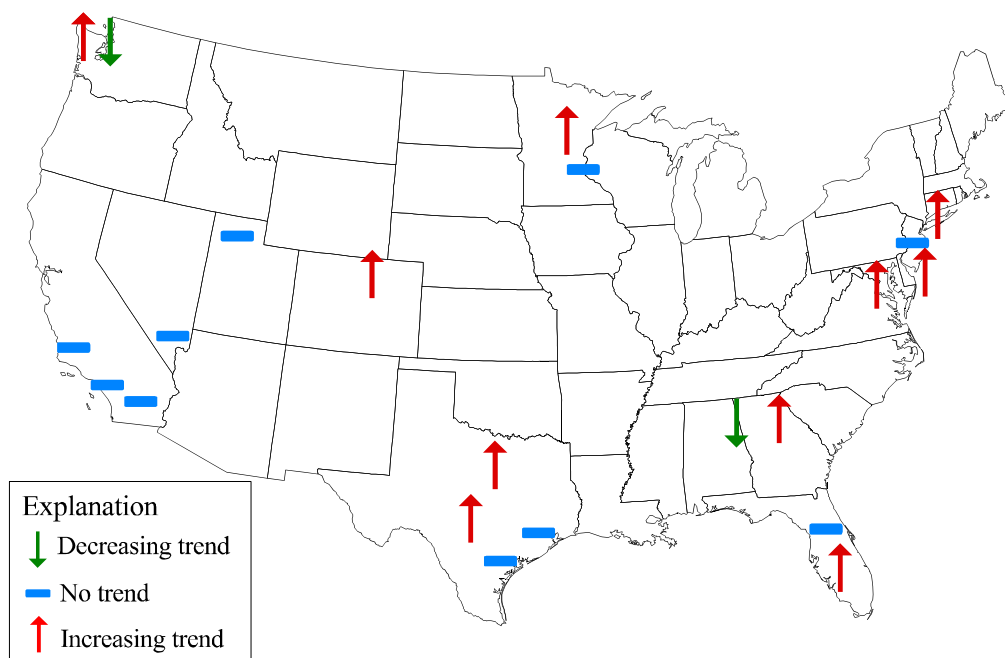 Explanation
Decreasing trend
No trend
Increasing trend